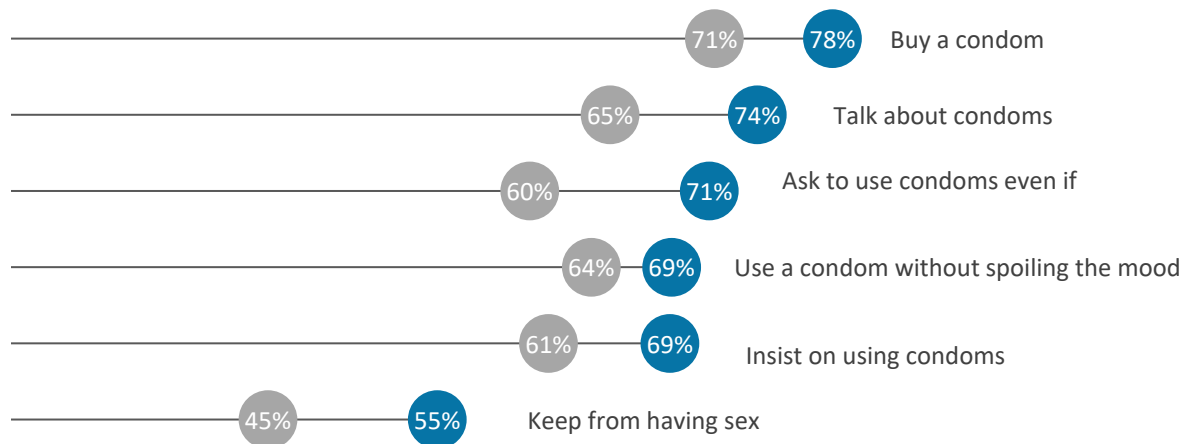 71% 78% Buy a condom
65% 74% Talk about condoms
60% 71% Ask to use condoms even if
64% 69% Use a condom without spoiling the mood
61% 69% Insist on using condoms
45% 55% Keep from having sex